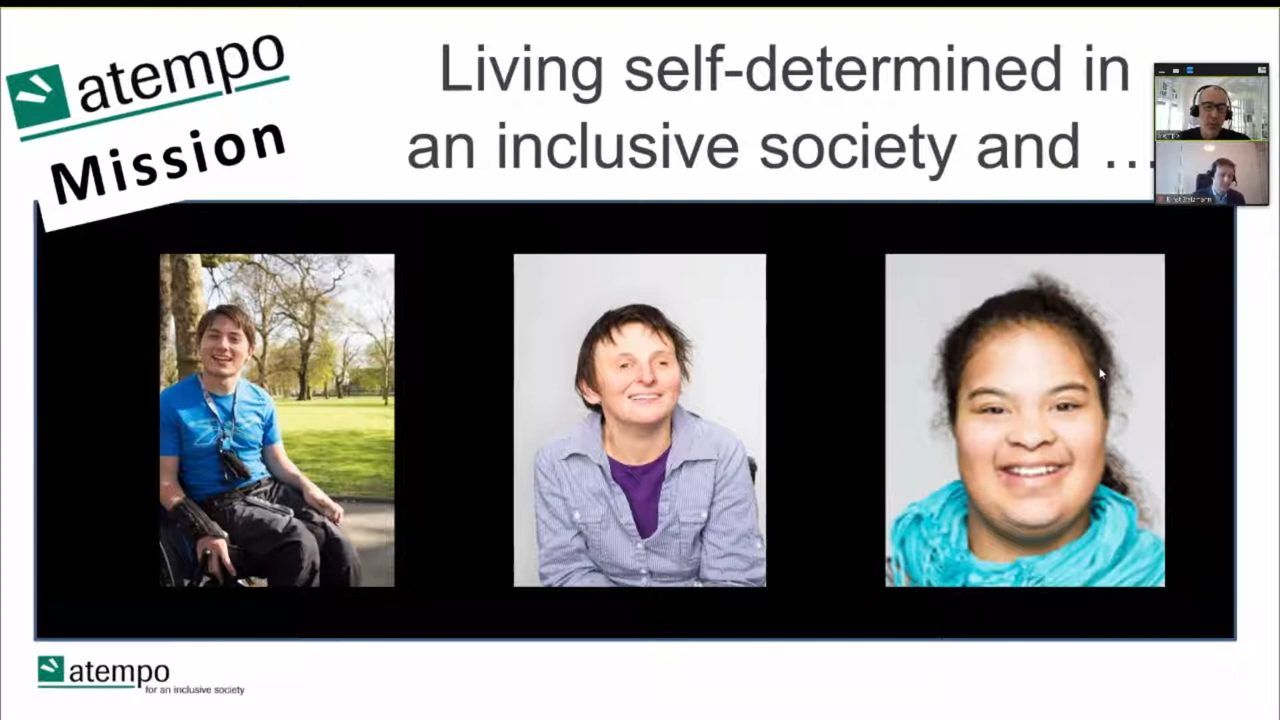 atempo
Mission
Living self-determined in
an inclusive society and …
atempo
for an inclusive society